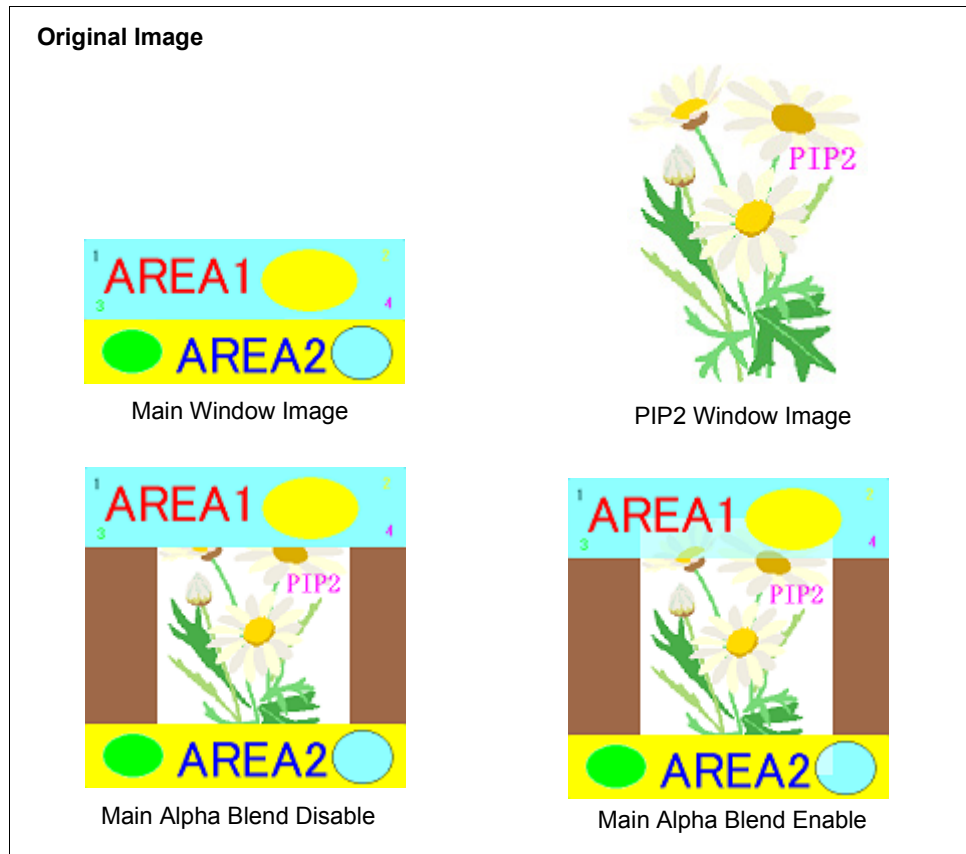 Original Image
PIP2
1 AREA1 2
3 4
AREA2
Main Window Image
PIP2 Window Image
1 AREA1 2
3 4
PIP2
AREA2
Main Alpha Blend Disable
1 AREA1 2
3 4
PIP2
AREA2
Main Alpha Blend Enable